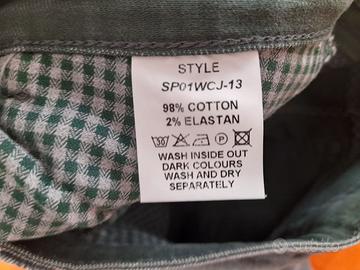 STYLE
SP01WCJ-13
98% COTTON
2% ELASTAN
WASH INSIDE OUT
DARK COLOURS
WASH AND DRY
SEPARATELY